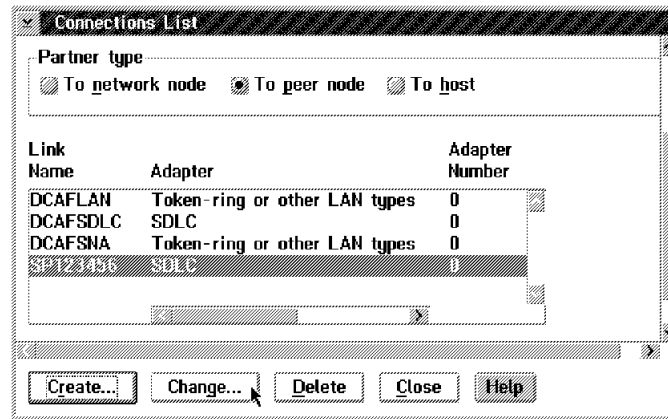 Connections List
Partner type
To network node To peer node To host
Link Adapter
Name Adapter Number
DCAFLAN Token-ring or other LAN types 0
DCAFSDLC SDLC 0
DCAFSNA Token-ring or other LAN types 0
SP123456 SDLC 0
Create... Change... Delete Close Help